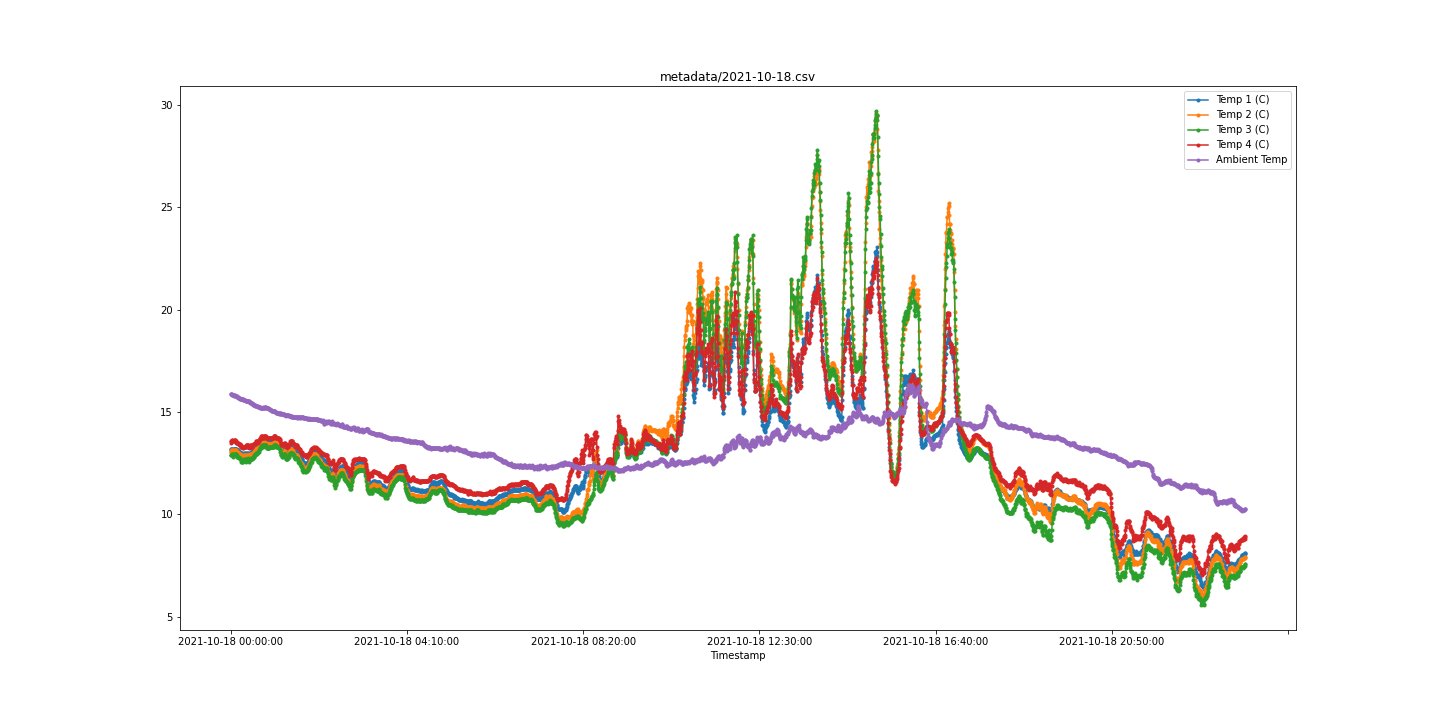 metadata/2021-10-18.csv
Temp 1 (C)
Temp 2 (C)
Temp 3 (C)
Temp 4 (C)
Ambient Temp
30
25
20
15
10
5
2021-10-18 00:00:00
2021-10-18 04:10:00
2021-10-18 08:20:00
2021-10-18 12:30:00
2021-10-18 16:40:00
2021-10-18 20:50:00
Timestamp